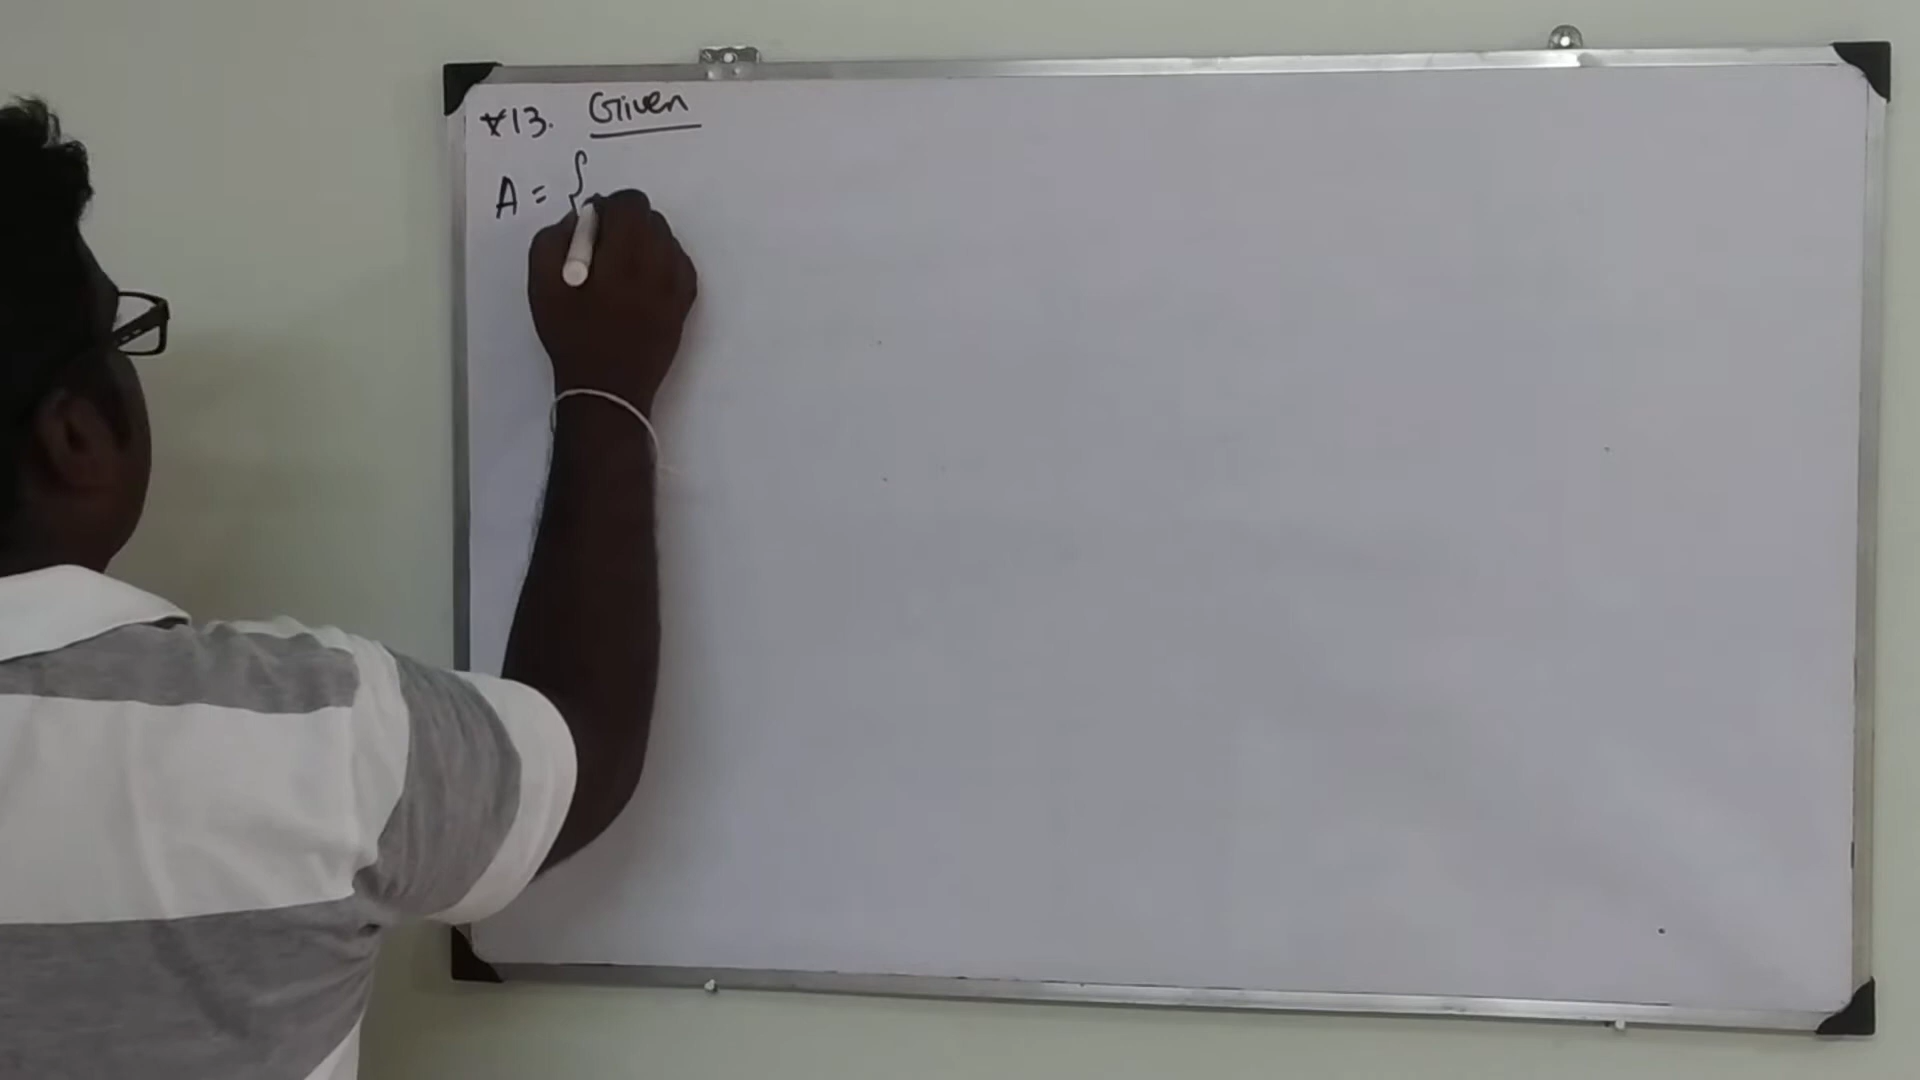 *13. Given
A = {